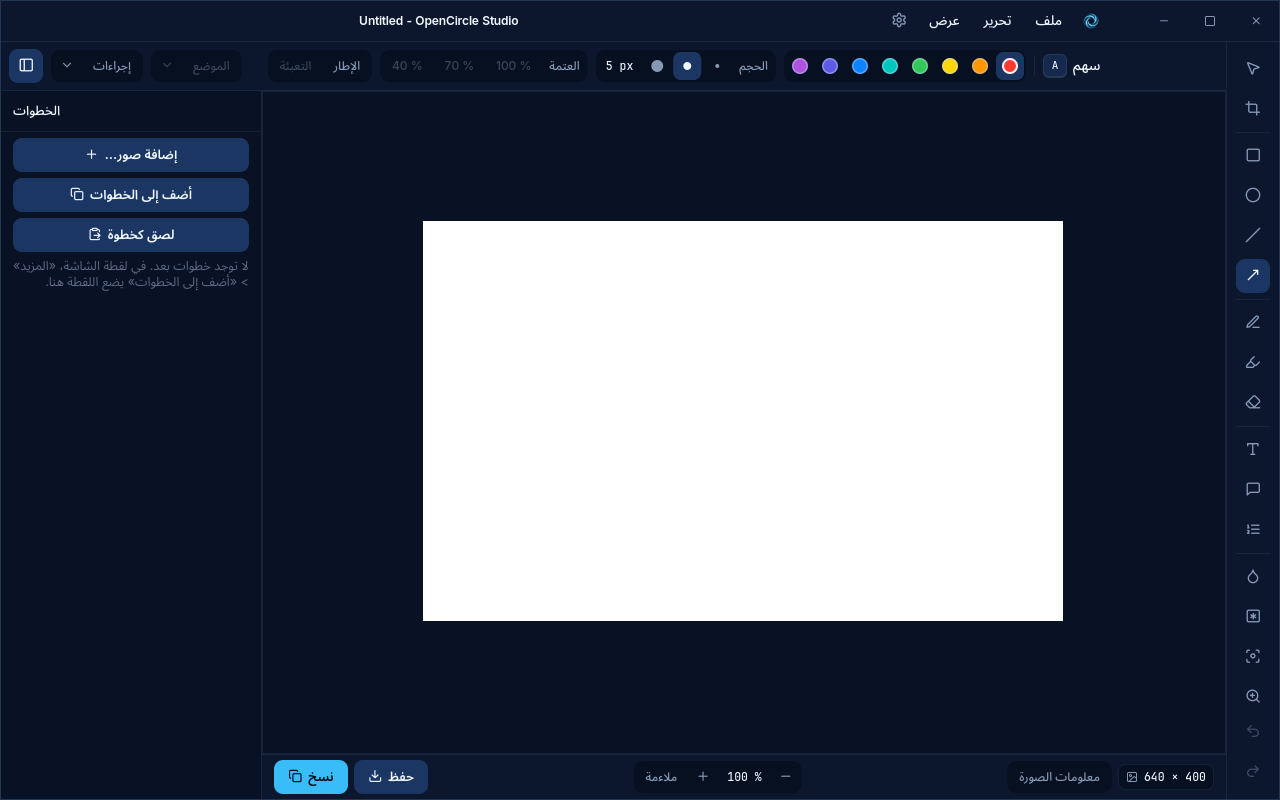 ملف
تحرير
عرض
Untitled - OpenCircle Studio
سهم
A
الحجم
5 px
العتمة
100 %
70 %
40 %
الإطار
التعبئة
الموضع
إجراءات
الخطوات
إضافة صور...
أضف إلى الخطوات
لصق كخطوة
لا توجد خطوات بعد. في لقطة الشاشة، «المزيد»
> «أضف إلى الخطوات» يضع اللقطة هنا.
640 × 400
معلومات الصورة
100 %
ملاءمة
حفظ
نسخ